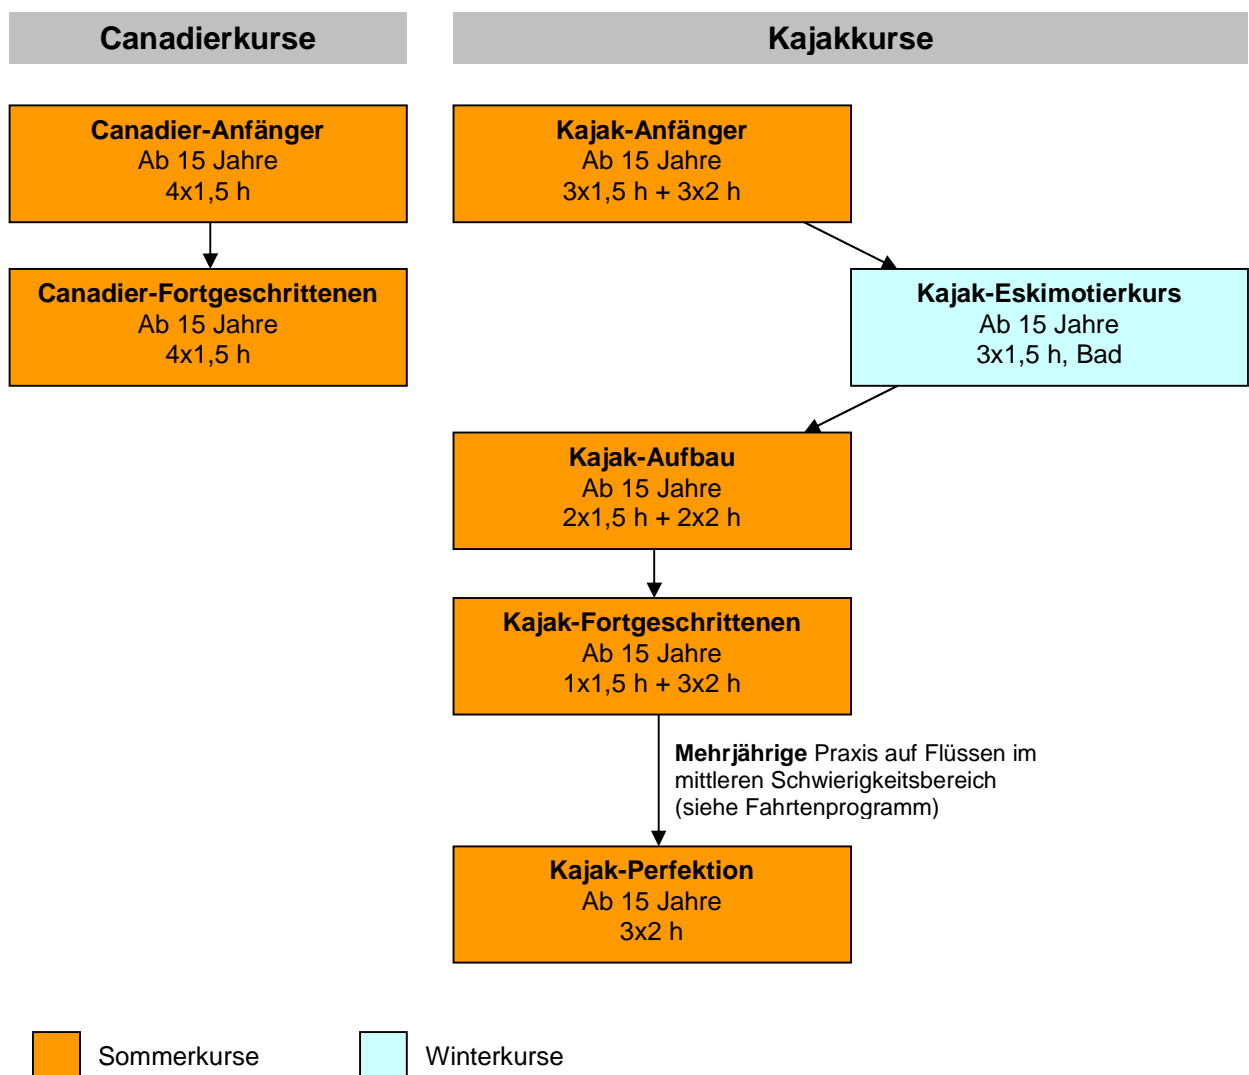 Canadierkurse
Kajakkurse
Canadier-Anfänger
Ab 15 Jahre
4x1,5 h
Kajak-Anfänger
Ab 15 Jahre
3x1,5 h + 3x2 h
Canadier-Fortgeschrittenen
Ab 15 Jahre
4x1,5 h
Kajak-Eskimotierkurs
Ab 15 Jahre
3x1,5 h, Bad
Kajak-Aufbau
Ab 15 Jahre
2x1,5 h + 2x2 h
Kajak-Fortgeschrittenen
Ab 15 Jahre
1x1,5 h + 3x2 h
Mehrjährige Praxis auf Flüssen im
mittleren Schwierigkeitsbereich
(siehe Fahrtenprogramm)
Kajak-Perfektion
Ab 15 Jahre
3x2 h
Sommerkurse
Winterkurse